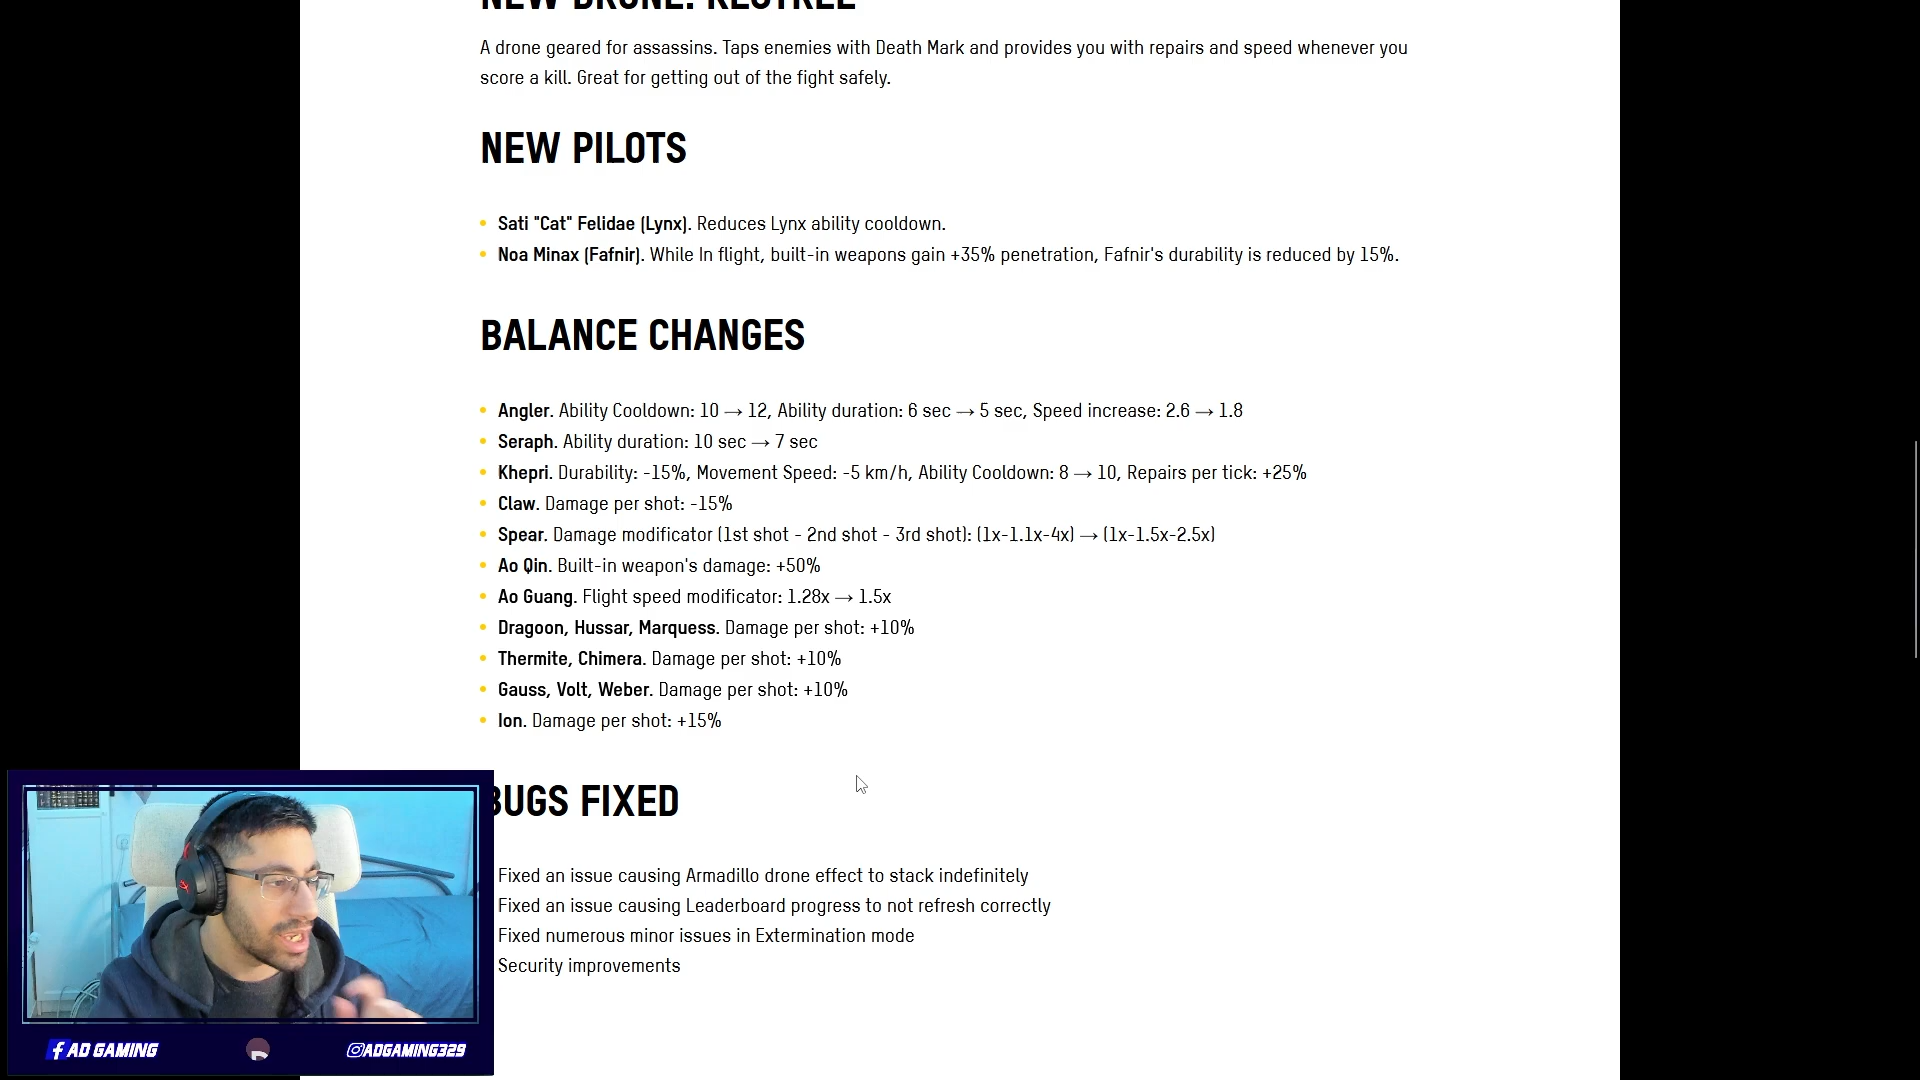 NEW DRONE: KESTREL
A drone geared for assassins. Taps enemies with Death Mark and provides you with repairs and speed whenever you
score a kill. Great for getting out of the fight safely.
NEW PILOTS
Sati "Cat" Felidae (Lynx). Reduces Lynx ability cooldown.
Noa Minax (Fafnir). While In flight, built-in weapons gain +35% penetration, Fafnir's durability is reduced by 15%.
BALANCE CHANGES
Angler. Ability Cooldown: 10 → 12, Ability duration: 6 sec → 5 sec, Speed increase: 2.6 → 1.8
Seraph. Ability duration: 10 sec → 7 sec
Khepri. Durability: -15%, Movement Speed: -5 km/h, Ability Cooldown: 8 → 10, Repairs per tick: +25%
Claw. Damage per shot: -15%
Spear. Damage modificator (1st shot - 2nd shot - 3rd shot): (1x-1.1x-4x) → (1x-1.5x-2.5x)
Ao Qin. Built-in weapon's damage: +50%
Ao Guang. Flight speed modificator: 1.28x → 1.5x
Dragoon, Hussar, Marquess. Damage per shot: +10%
Thermite, Chimera. Damage per shot: +10%
Gauss, Volt, Weber. Damage per shot: +10%
Ion. Damage per shot: +15%
BUGS FIXED
Fixed an issue causing Armadillo drone effect to stack indefinitely
Fixed an issue causing Leaderboard progress to not refresh correctly
Fixed numerous minor issues in Extermination mode
Security improvements
AD GAMING
ADGAMING329